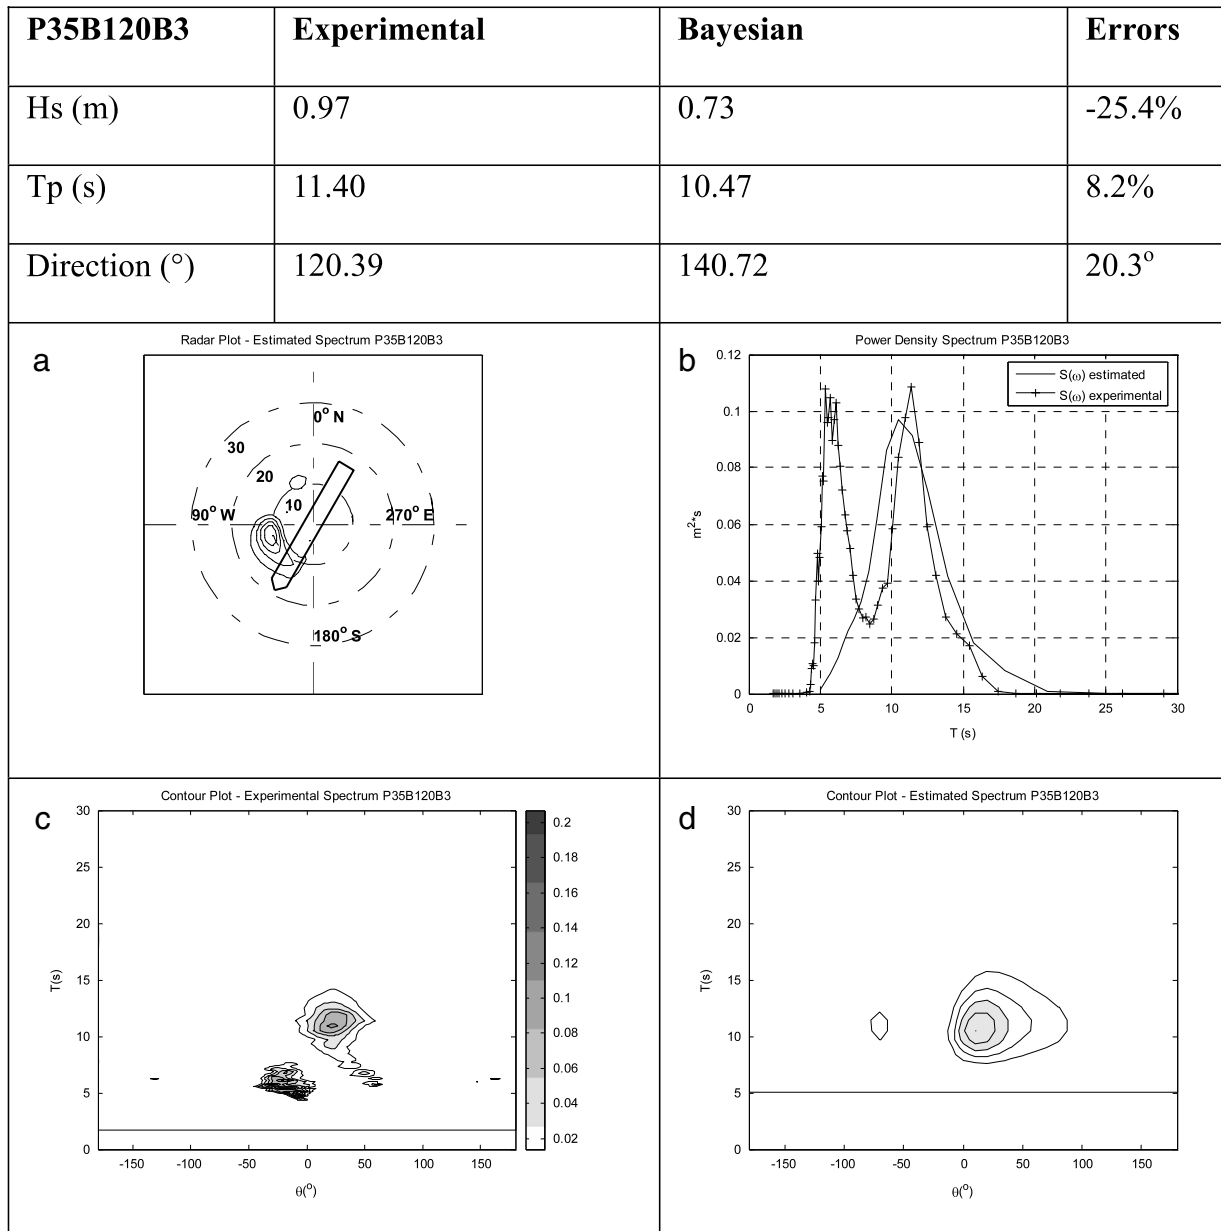 P35B120B3 Experimental Bayesian Errors
Hs (m) 0.97 0.73 -25.4%
Tp (s) 11.40 10.47 8.2%
Direction (°) 120.39 140.72 20.3°
a
Radar Plot - Estimated Spectrum P35B120B3
0° N
30
20
10
90° W
270° E
180° S
b
Power Density Spectrum P35B120B3
S(ω) estimated
S(ω) experimental
0.12
0.1
0.08
0.06
0.04
0.02
0
m²*s
0 5 10 15 20 25 30
T (s)
c
Contour Plot - Experimental Spectrum P35B120B3
30
25
20
15
10
5
0
T(s)
-150 -100 -50 0 50 100 150
θ(°)
0.2
0.18
0.16
0.14
0.12
0.1
0.08
0.06
0.04
0.02
d
Contour Plot - Estimated Spectrum P35B120B3
30
25
20
15
10
5
0
T(s)
-150 -100 -50 0 50 100 150
θ(°)